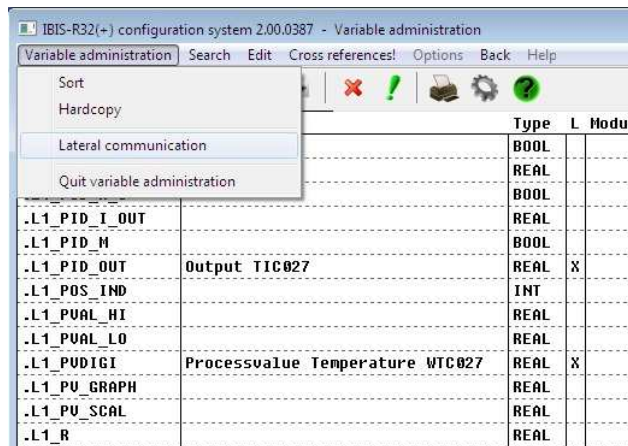 IBIS-R32(+) configuration system 2.00.0387 - Variable administration
Variable administration Search Edit Cross references! Options Back Help
Sort
Hardcopy
Lateral communication
Quit variable administration
Type L Modu
BOOL
REAL
BOOL
.L1_PID_I_OUT REAL
.L1_PID_M BOOL
.L1_PID_OUT Output TIC027 REAL X
.L1_POS_IND INT
.L1_PVAL_HI REAL
.L1_PVAL_LO REAL
.L1_PVDIGI Processvalue Temperature WTC027 REAL X
.L1_PV_GRAPH REAL
.L1_PV_SCAL REAL
.L1_R REAL